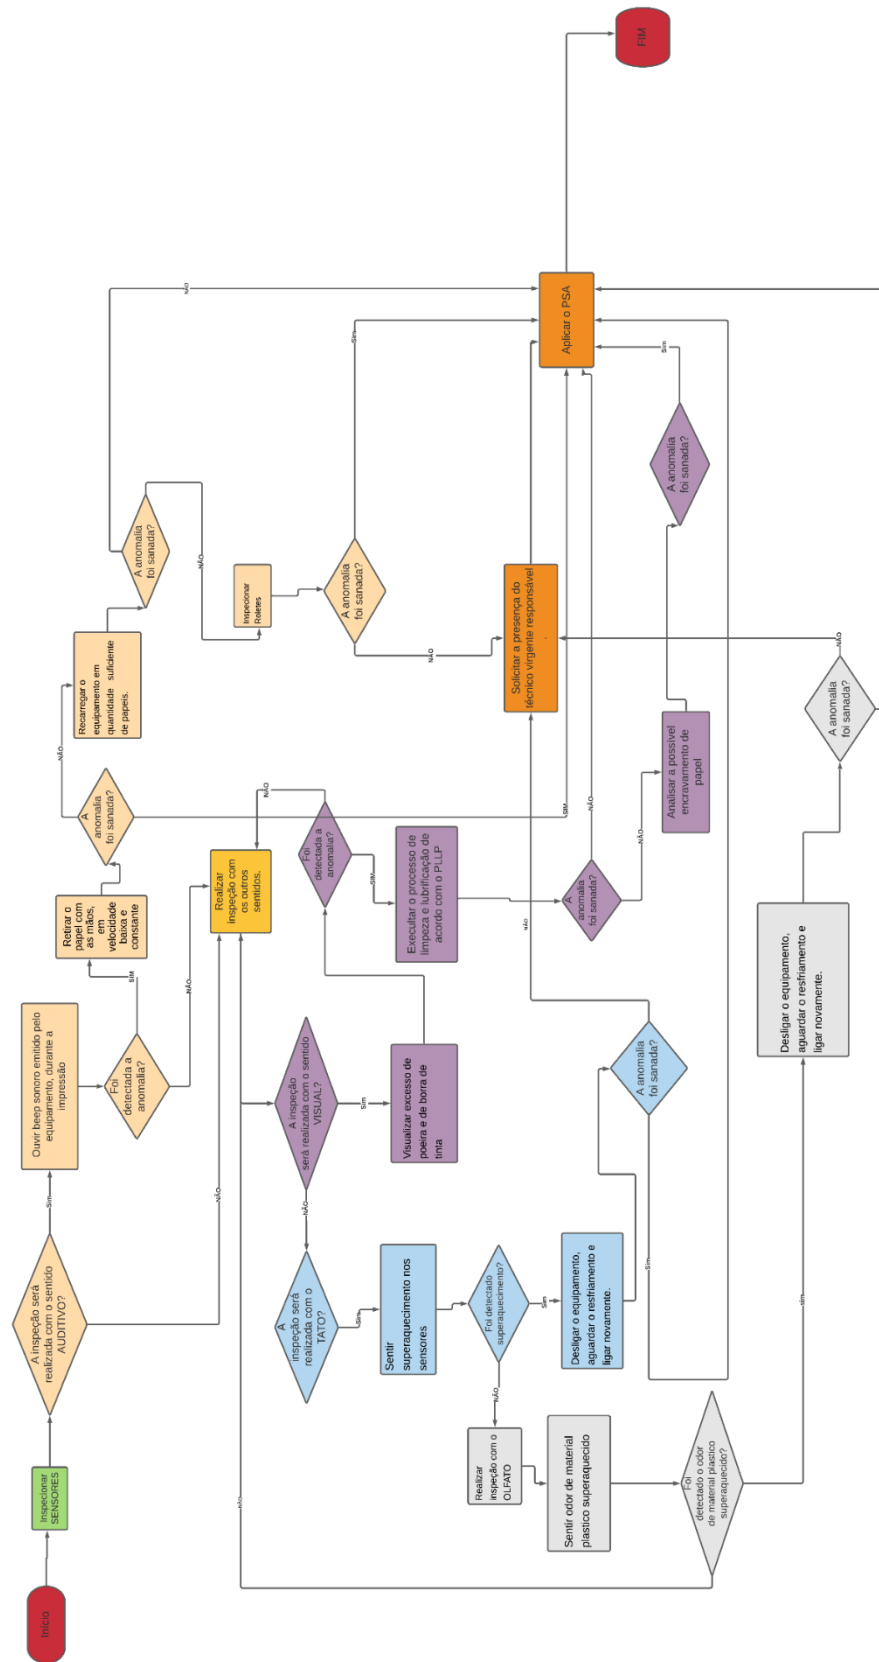 Início
Inspecionar
SENSORES
A inspeção será
realizada com o sentido
AUDITIVO?
Sim
NÃO
Ouvir beep sonoro emitido pelo
equipamento, durante a
impressão
Foi
detectada a
anomalia?
SIM
NÃO
Retirar o
papel com
as mãos,
em
velocidade
baixa e
constante
A
anomalia
foi sanada?
NÃO
SIM
Recarregar o
equipamento em
quantidade suficiente
de papeis.
A anomalia
foi sanada?
NÃO
NÃO
Inspecionar
Roletes
A anomalia
foi sanada?
Sim
NÃO
Realizar
inspeção com
os outros
sentidos.
A inspeção
será realizada com o sentido
VISUAL?
Sim
NÃO
Visualizar excesso de
poeira e de borra de
tinta
Foi
detectada a
anomalia?
NÃO
SIM
Execultar o processo de
limpeza e lubrificação de
acordo com o PLLP
A
anomalia
foi sanada?
NÃO
NÃO
Analisar a possível
encravamento de
papel
A anomalia
foi sanada?
Sim
A
inspeção será
realizada com o
TATO?
Sim
Sentir
superaquecimento nos
sensores
Foi detectado
superaquecimento?
Sim
NÃO
Desligar o equipamento,
aguardar o resfriamento e
ligar novamente.
A anomalia
foi sanada?
NÃO
Sim
Realizar
inspeção com o
OLFATO
Sentir odor de material
plastico superaquecido
Foi
detectado o odor
de material plastico
superaquecido?
NÃO
sim
Desligar o equipamento,
aguardar o resfriamento e
ligar novamente.
A anomalia
foi sanada?
NÃO
Solicitar a presença do
técnico virgente responsável
.
Aplicar o PSA
FIM